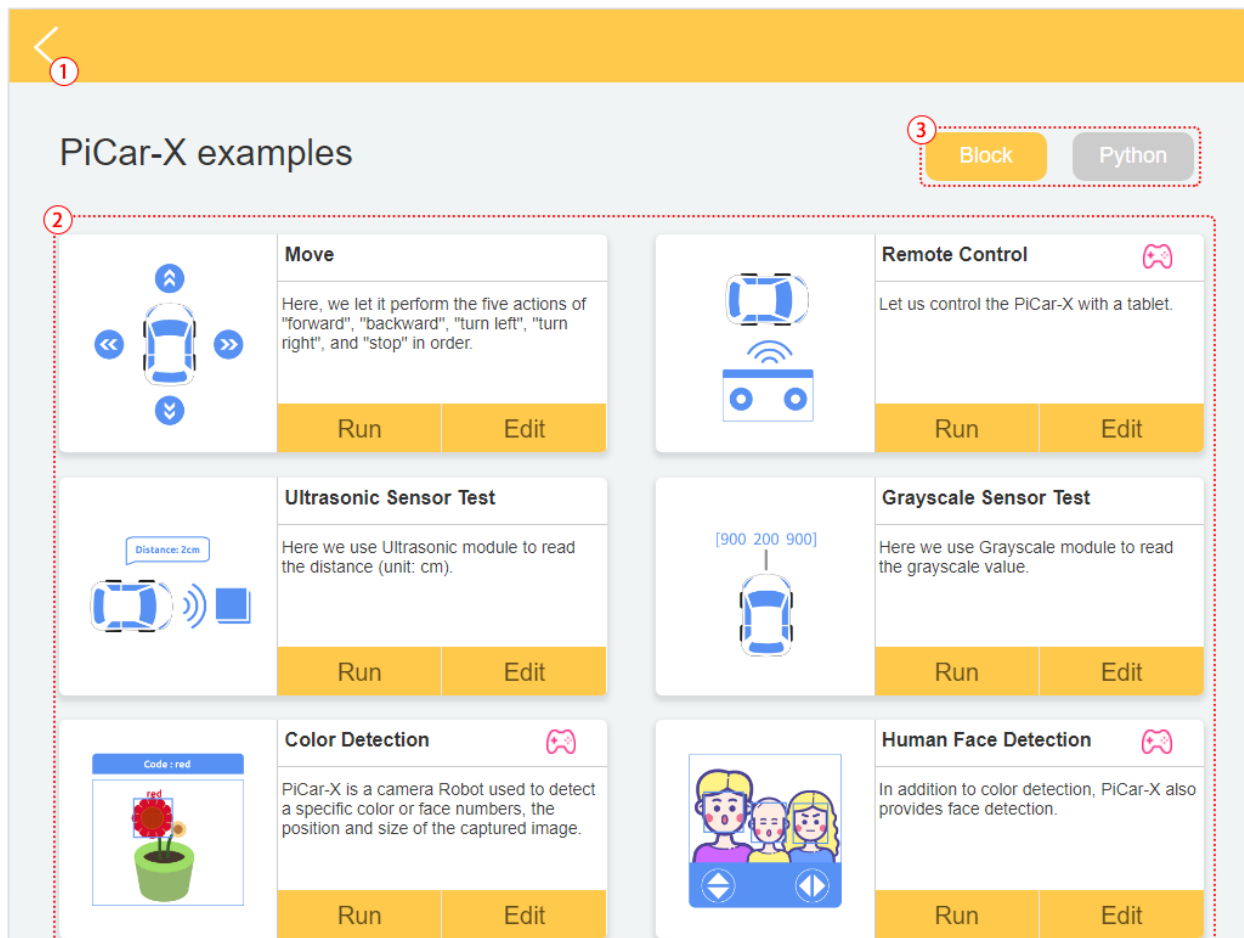 1
PiCar-X examples
3
Block
Python
2
Move
Here, we let it perform the five actions of
"forward", "backward", "turn left", "turn
right", and "stop" in order.
Run
Edit
Remote Control
Let us control the PiCar-X with a tablet.
Run
Edit
Distance: 2cm
Ultrasonic Sensor Test
Here we use Ultrasonic module to read
the distance (unit: cm).
Run
Edit
[900 200 900]
Grayscale Sensor Test
Here we use Grayscale module to read
the grayscale value.
Run
Edit
Code : red
red
Color Detection
PiCar-X is a camera Robot used to detect
a specific color or face numbers, the
position and size of the captured image.
Run
Edit
Human Face Detection
In addition to color detection, PiCar-X also
provides face detection.
Run
Edit